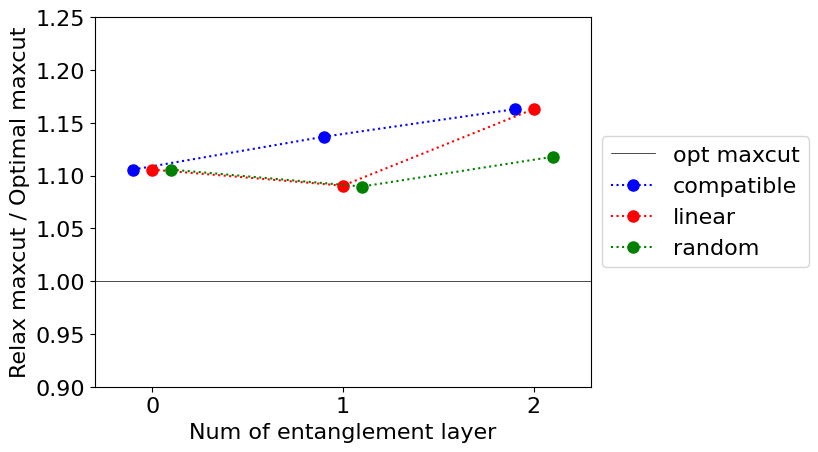 Relax maxcut / Optimal maxcut
1.25
1.20
1.15
1.10
1.05
1.00
0.95
0.90
0
1
2
Num of entanglement layer
opt maxcut
compatible
linear
random